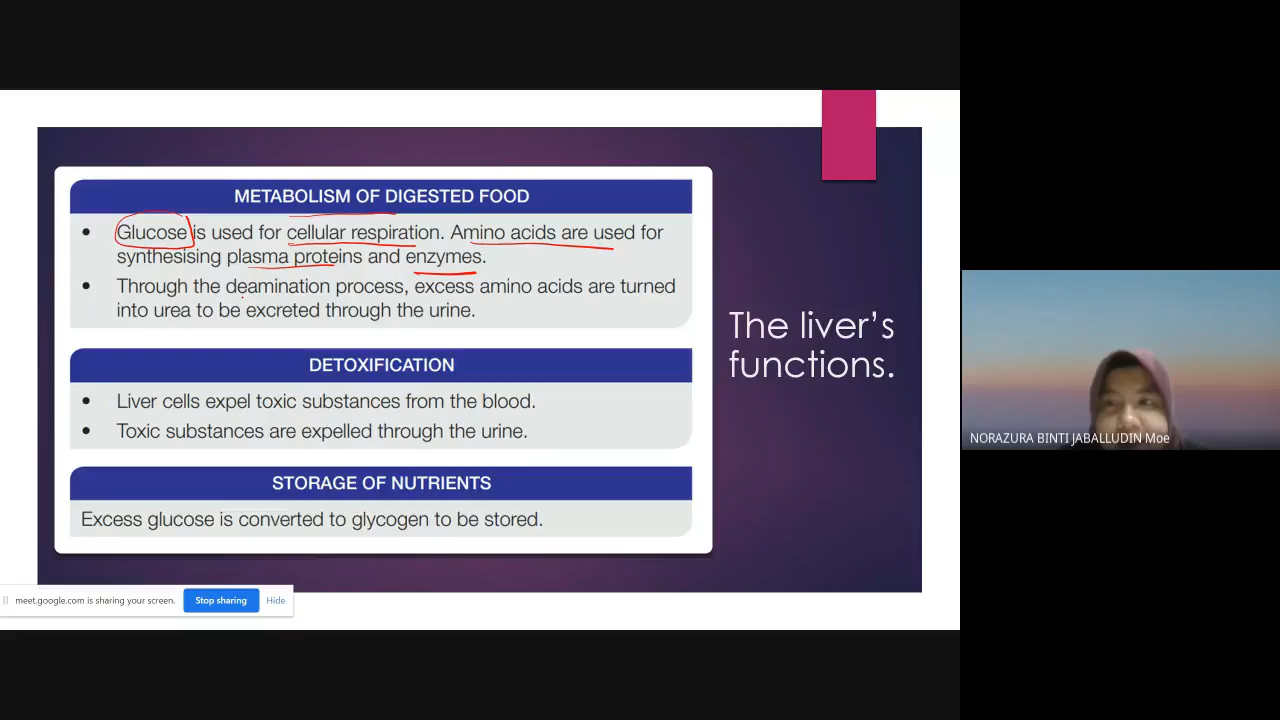 METABOLISM OF DIGESTED FOOD
• Glucose is used for cellular respiration. Amino acids are used for
synthesising plasma proteins and enzymes.
• Through the deamination process, excess amino acids are turned
into urea to be excreted through the urine.
DETOXIFICATION
• Liver cells expel toxic substances from the blood.
• Toxic substances are expelled through the urine.
STORAGE OF NUTRIENTS
Excess glucose is converted to glycogen to be stored.
The liver's
functions.
NORAZURA BINTI JABALLUDIN Moe
meet.google.com is sharing your screen.
Stop sharing
Hide